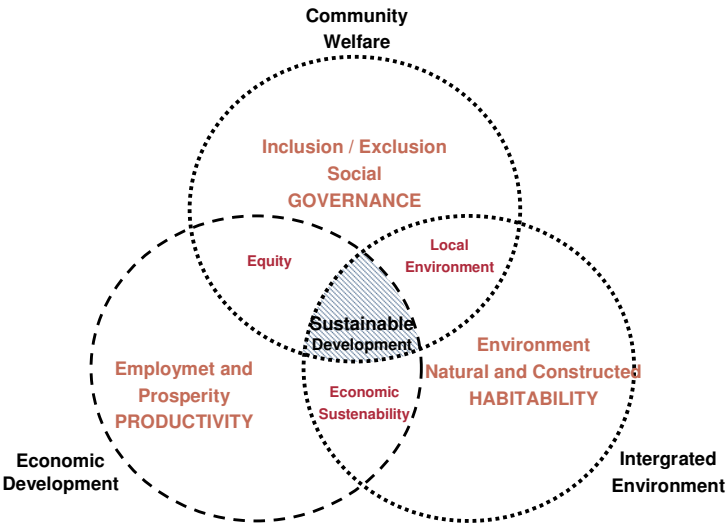 Community
Welfare
Inclusion / Exclusion
Social
GOVERNANCE
Equity
Local
Environment
Sustainable
Development
Employmet and
Prosperity
PRODUCTIVITY
Economic
Sustenability
Environment
Natural and Constructed
HABITABILITY
Economic
Development
Intergrated
Environment